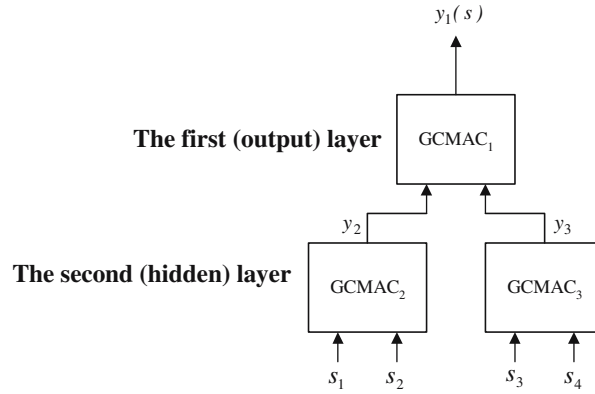 y₁(s)
The first (output) layer
GCMAC₁
y₂
y₃
The second (hidden) layer
GCMAC₂
GCMAC₃
s₁ s₂ s₃ s₄